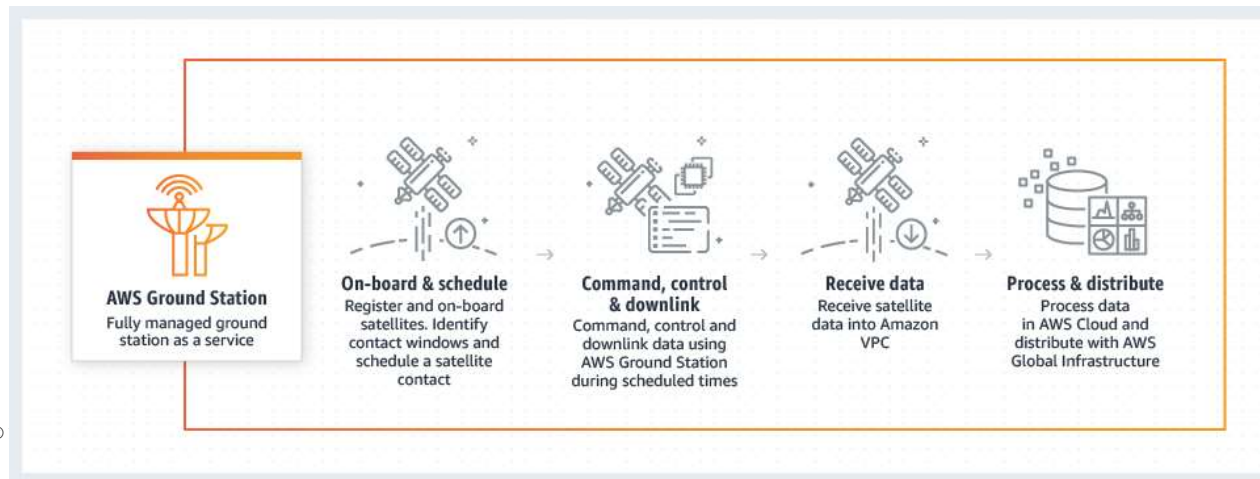 AWS Ground Station
Fully managed ground
station as a service
On-board & schedule
Register and on-board
satellites. Identify
contact windows and
schedule a satellite
contact
Command, control
& downlink
Command, control and
downlink data using
AWS Ground Station
during scheduled times
Receive data
Receive satellite
data into Amazon
VPC
Process & distribute
Process data
in AWS Cloud and
distribute with AWS
Global Infrastructure